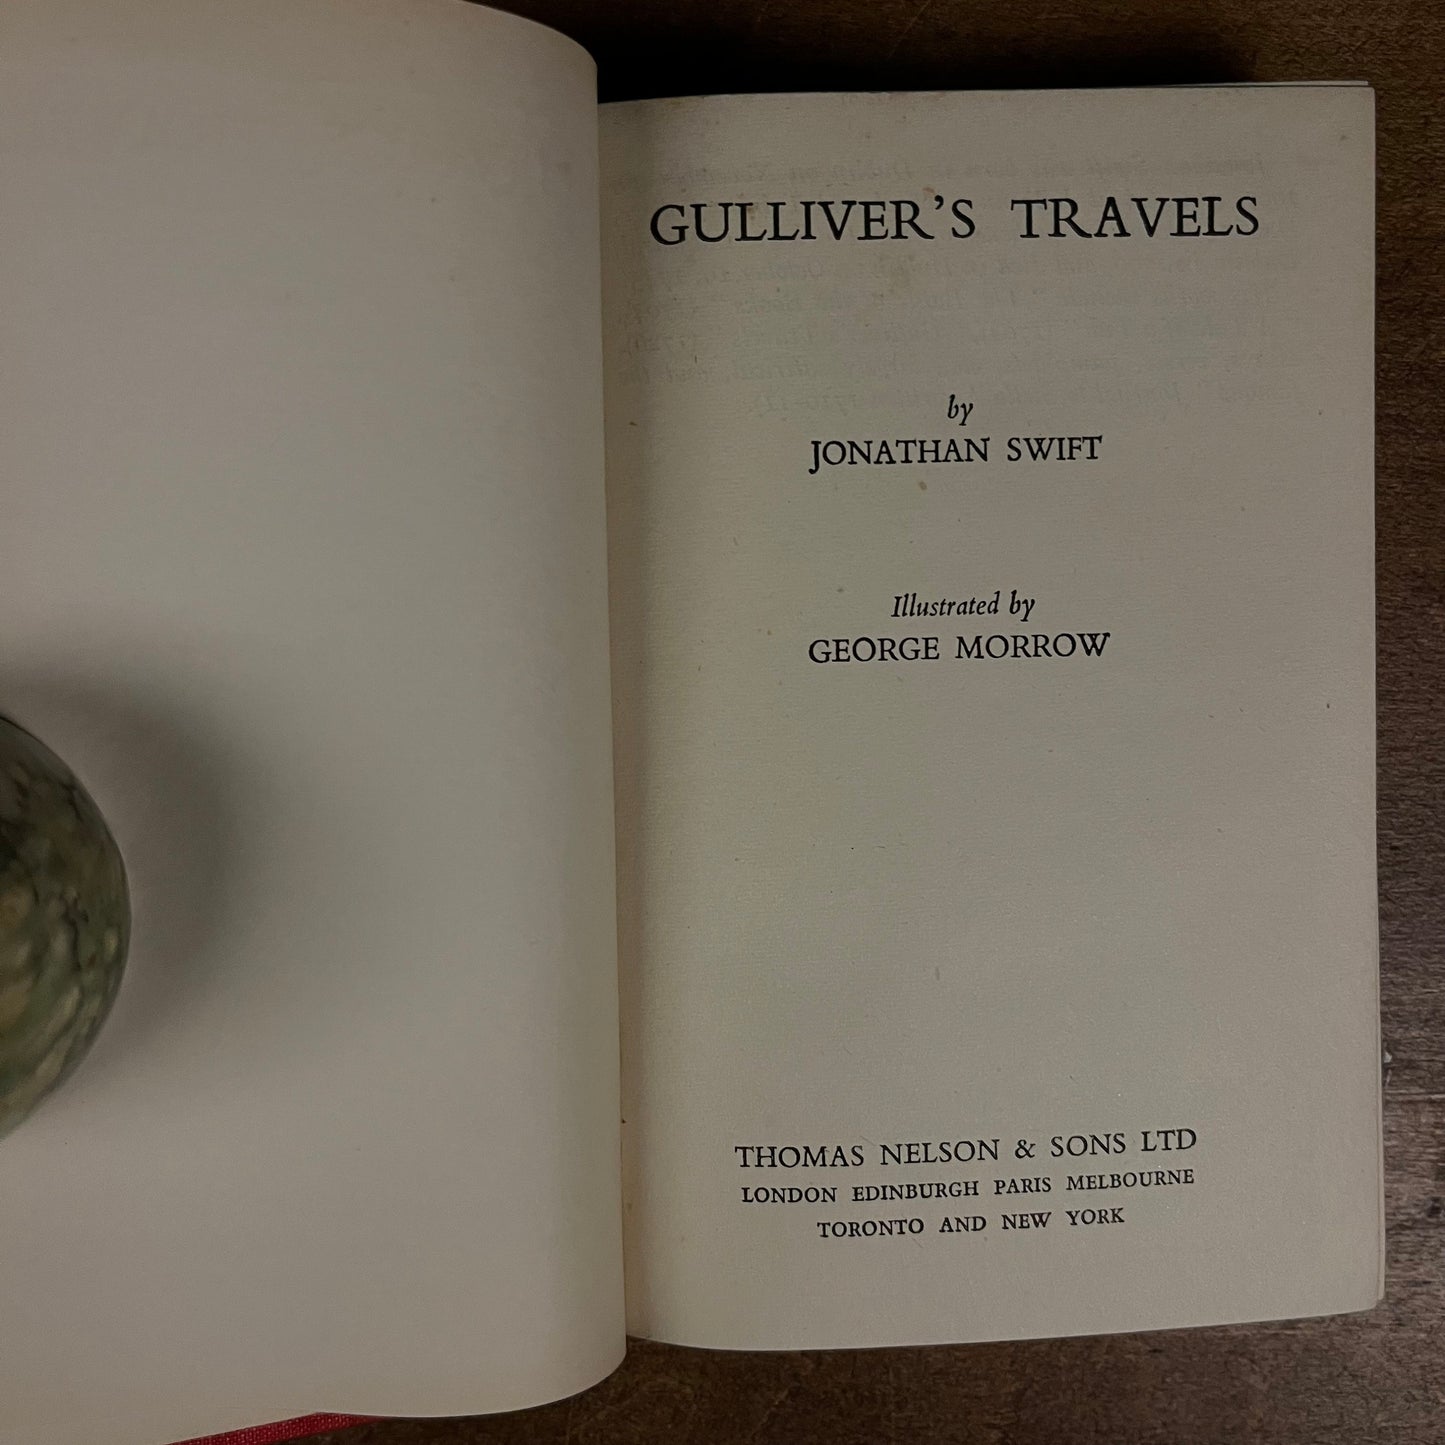 GULLIVER'S TRAVELS
by
JONATHAN SWIFT
Illustrated by
GEORGE MORROW
THOMAS NELSON & SONS LTD
LONDON EDINBURGH PARIS MELBOURNE
TORONTO AND NEW YORK